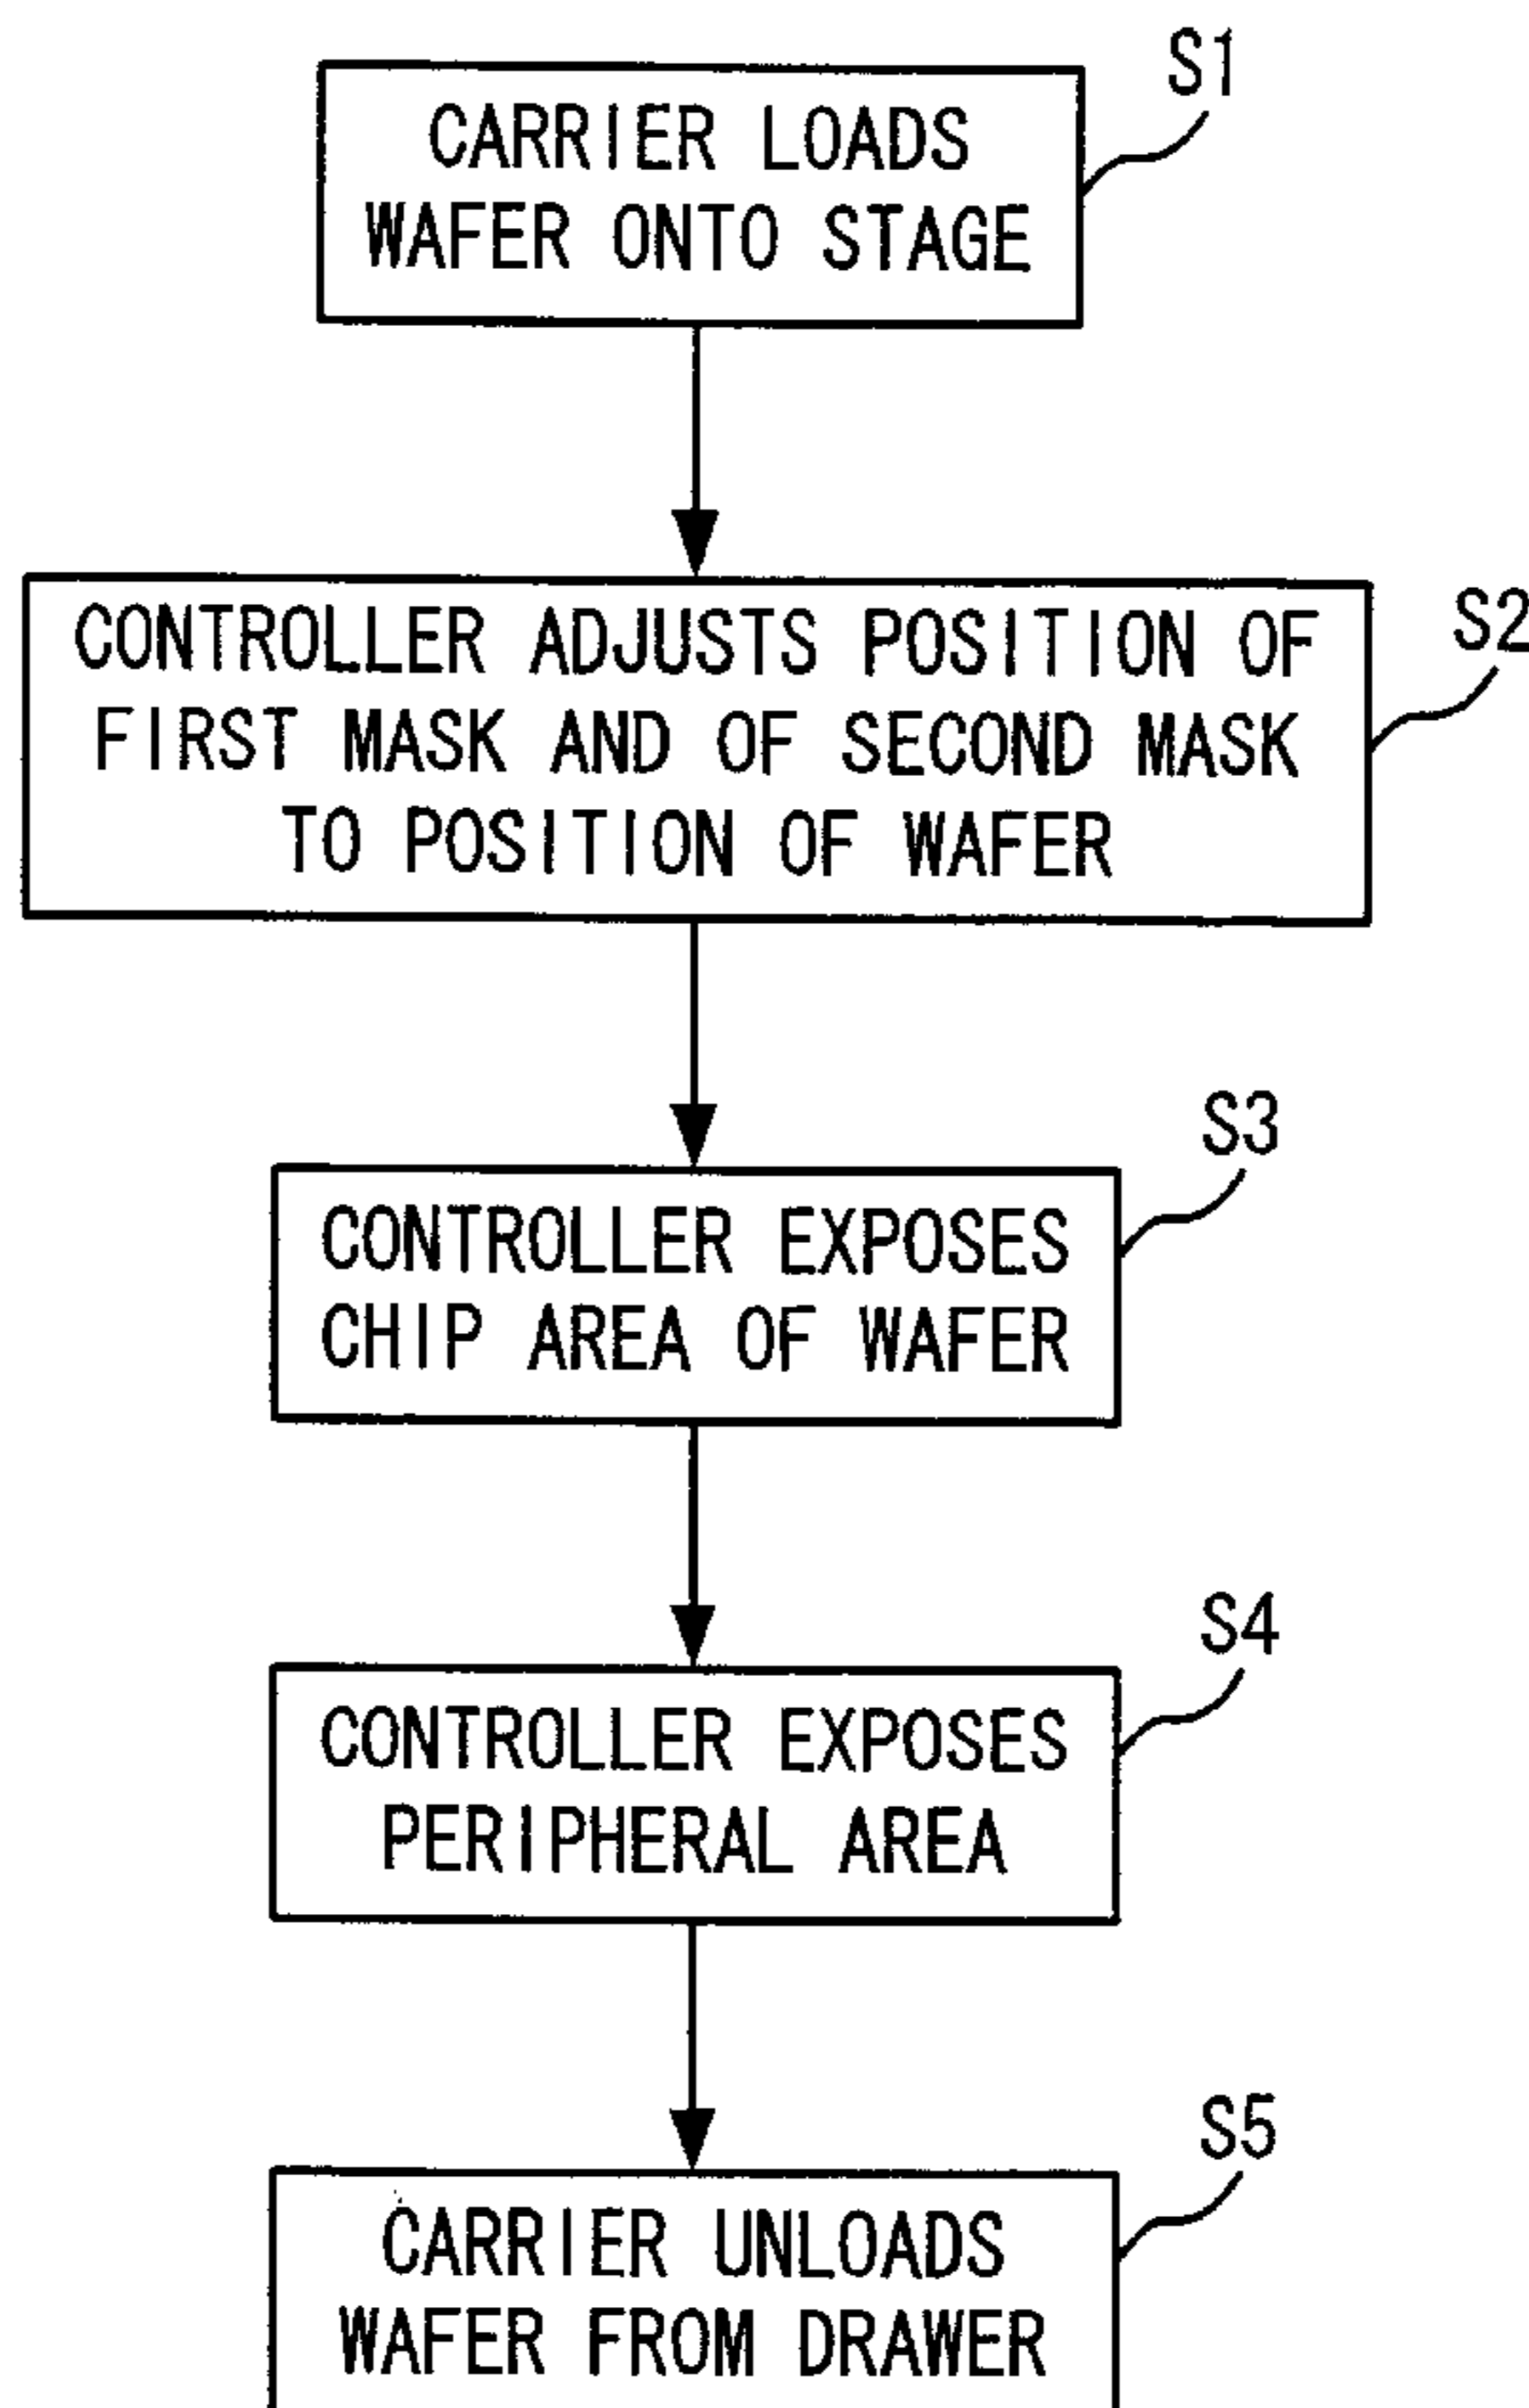 S1
CARRIER LOADS
WAFER ONTO STAGE
S2
CONTROLLER ADJUSTS POSITION OF
FIRST MASK AND OF SECOND MASK
TO POSITION OF WAFER
S3
CONTROLLER EXPOSES
CHIP AREA OF WAFER
S4
CONTROLLER EXPOSES
PERIPHERAL AREA
S5
CARRIER UNLOADS
WAFER FROM DRAWER